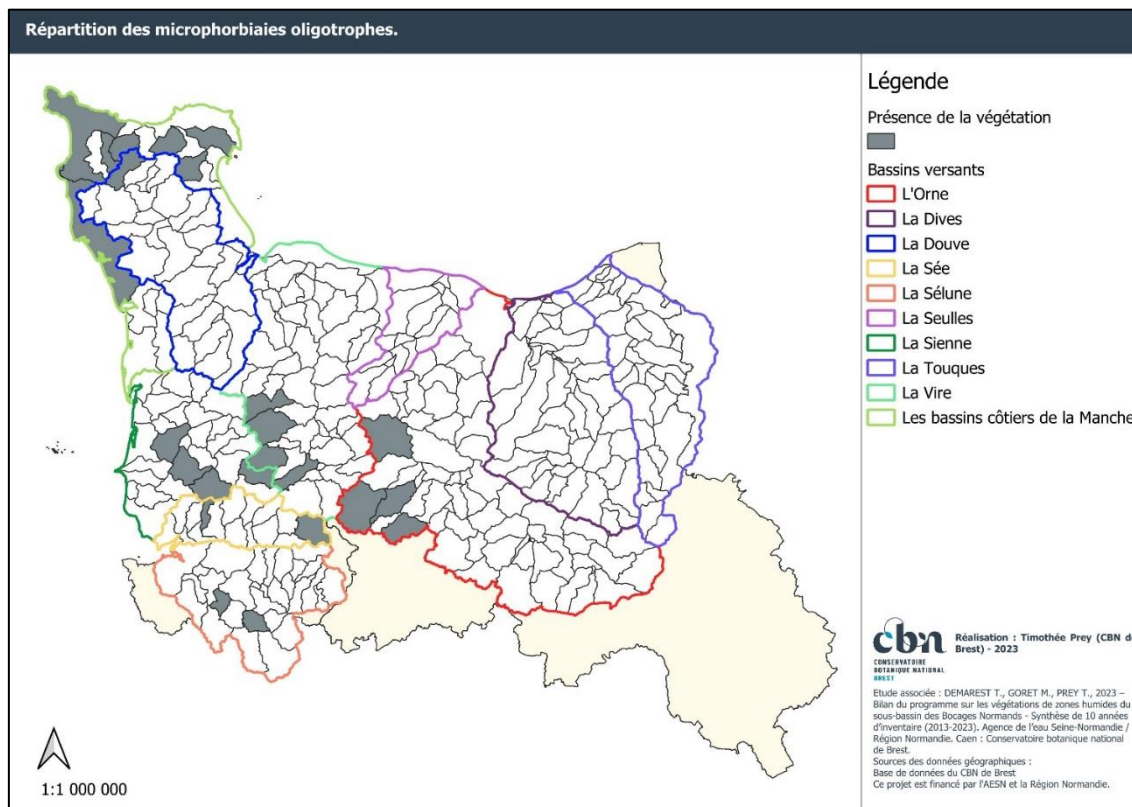 Répartition des microphorbiaies oligotrophes.
Légende
Présence de la végétation
Bassins versants
L'Orne
La Dives
La Douve
La Sée
La Sélune
La Seulles
La Sienne
La Touques
La Vire
Les bassins côtiers de la Manche
cbn
CONSERVATOIRE
BOTANIQUE NATIONAL
BREST
Réalisation : Timothée Prey (CBN de
Brest) - 2023
Etude associée : DEMAREST T., GORET M., PREY T., 2023 –
Bilan du programme sur les végétations de zones humides du
sous-bassin des Bocages Normands - Synthèse de 10 années
d'inventaire (2013-2023). Agence de l'eau Seine-Normandie /
Région Normandie. Caen : Conservatoire botanique national
de Brest.
Sources des données géographiques :
Base de données du CBN de Brest
Ce projet est financé par l'AESN et la Région Normandie.
1:1 000 000